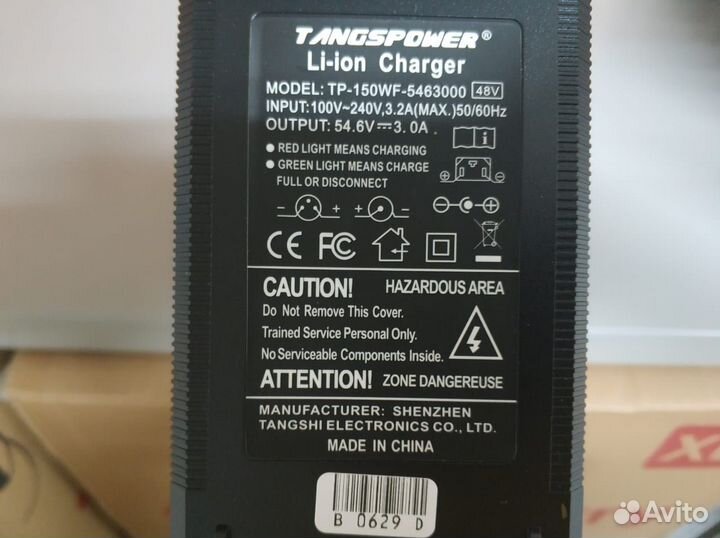 TANGSPOWER®
Li-ion Charger
MODEL: TP-150WF-5463000 48V
INPUT: 100V~240V,3.2A(MAX.)50/60Hz
OUTPUT: 54.6V⎓3.0A
RED LIGHT MEANS CHARGING
GREEN LIGHT MEANS CHARGE
FULL OR DISCONNECT
CE FC
CAUTION! HAZARDOUS AREA
Do Not Remove This Cover.
Trained Service Personal Only.
No Serviceable Components Inside.
ATTENTION! ZONE DANGEREUSE
MANUFACTURER: SHENZHEN
TANGSHI ELECTRONICS CO., LTD.
MADE IN CHINA
B 0629 D
Avito